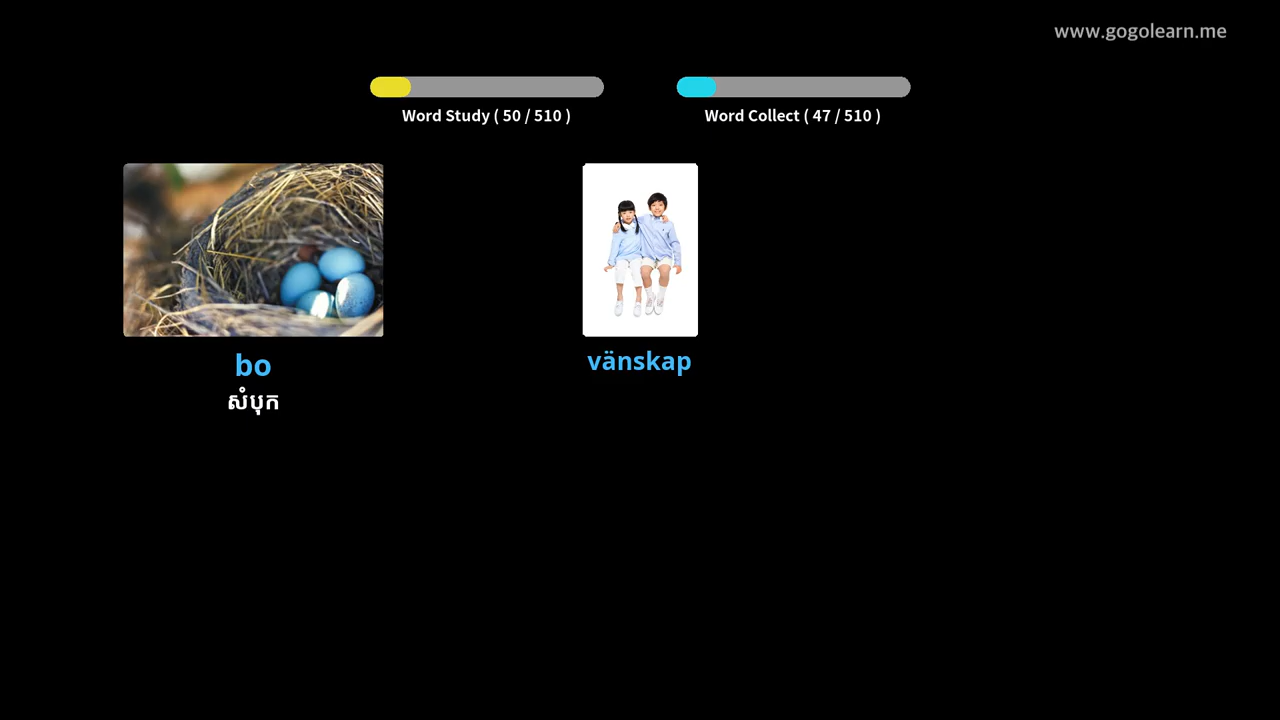 www.gogolearn.me
Word Study ( 50 / 510 )
Word Collect ( 47 / 510 )
bo
សំបុក
vänskap